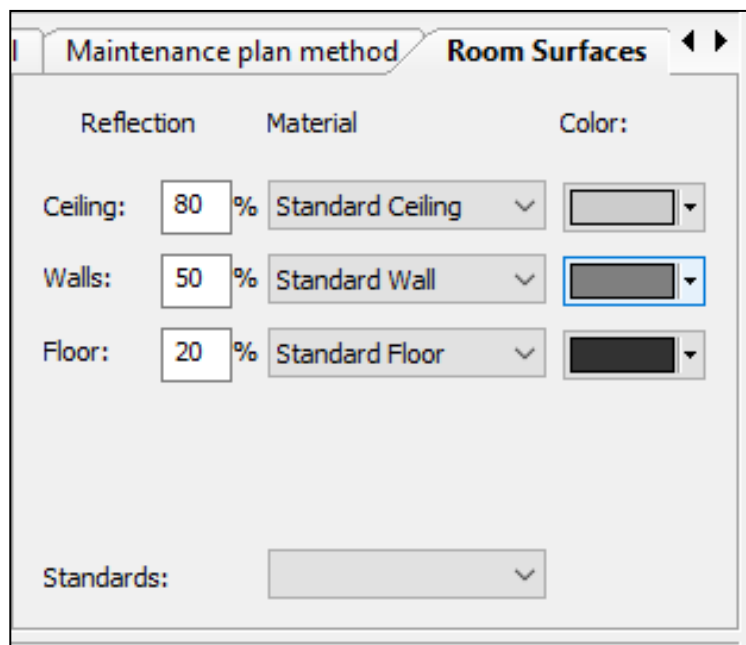 Maintenance plan method Room Surfaces
Reflection Material Color:
Ceiling: 80 % Standard Ceiling
Walls: 50 % Standard Wall
Floor: 20 % Standard Floor
Standards: